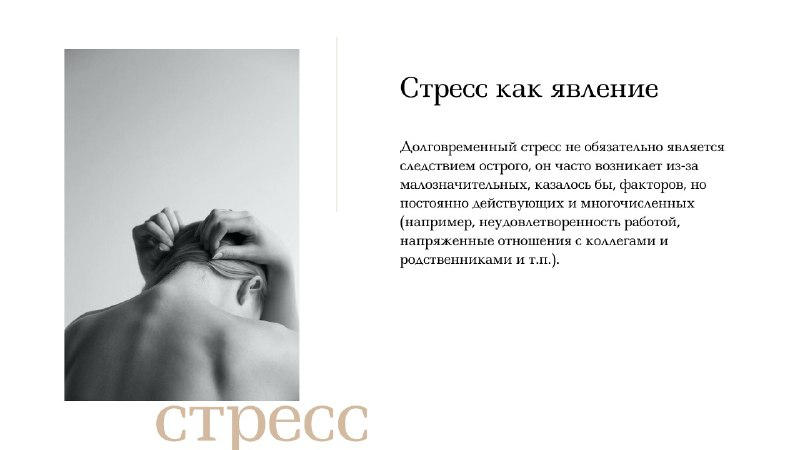 Стресс как явление
Долговременный стресс не обязательно является
следствием острого, он часто возникает из-за
малозначительных, казалось бы, факторов, но
постоянно действующих и многочисленных
(например, неудовлетворенность работой,
напряженные отношения с коллегами и
родственниками и т.п.).
стресс